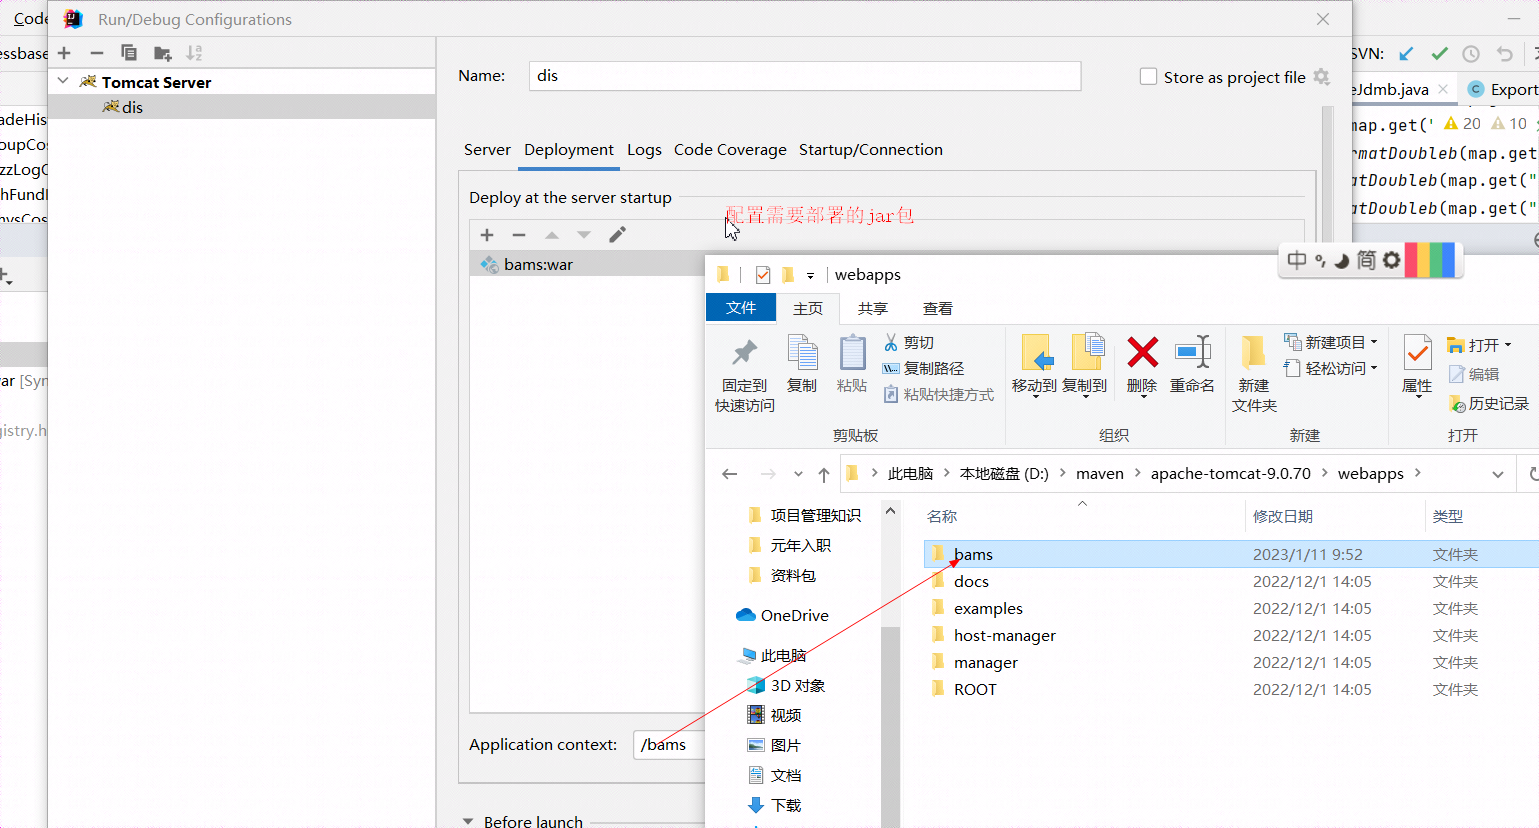 Code
Run/Debug Configurations
essbase
SVN:
Tomcat Server
dis
Name:
dis
Store as project file
eJdmb.java
Export
adeHis
oupCos
zzLogC
hFundI
nvsCos
map.get('
20
10
rmatDoubleb(map.get
atDoubleb(map.get("
atDoubleb(map.get("
Server
Deployment
Logs
Code Coverage
Startup/Connection
Deploy at the server startup
配置需要部署的jar包
bams:war
中
简
webapps
文件
主页
共享
查看
固定到
快速访问
复制
粘贴
剪切
复制路径
粘贴快捷方式
移动到
复制到
删除
重命名
新建
文件夹
新建项目
轻松访问
属性
打开
编辑
历史记录
剪贴板
组织
新建
打开
ar [Syn
gistry.h
此电脑
本地磁盘 (D:)
maven
apache-tomcat-9.0.70
webapps
项目管理知识
元年入职
资料包
OneDrive
此电脑
3D 对象
视频
图片
文档
下载
名称
修改日期
类型
bams
2023/1/11 9:52
文件夹
docs
2022/12/1 14:05
文件夹
examples
2022/12/1 14:05
文件夹
host-manager
2022/12/1 14:05
文件夹
manager
2022/12/1 14:05
文件夹
ROOT
2022/12/1 14:05
文件夹
Application context:
/bams
Before launch